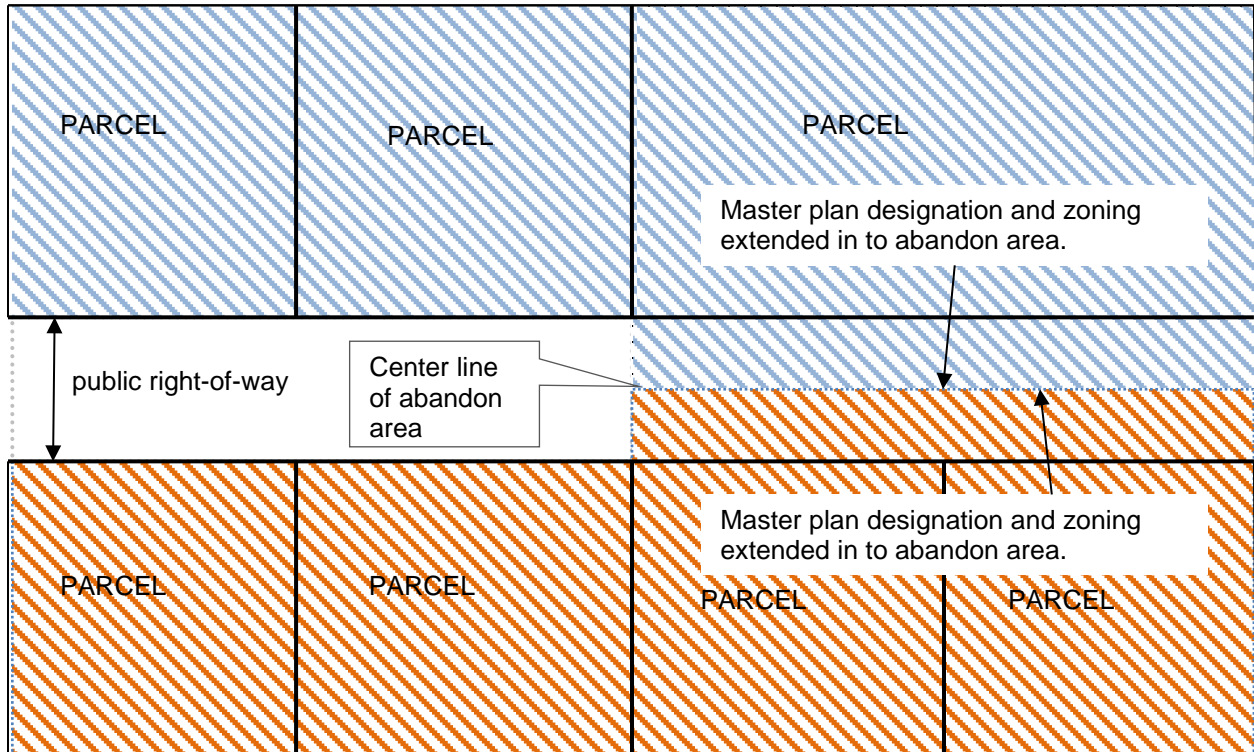 PARCEL
PARCEL
PARCEL
Master plan designation and zoning
extended in to abandon area.
public right-of-way
Center line
of abandon
area
Master plan designation and zoning
extended in to abandon area.
PARCEL
PARCEL
PARCEL
PARCEL